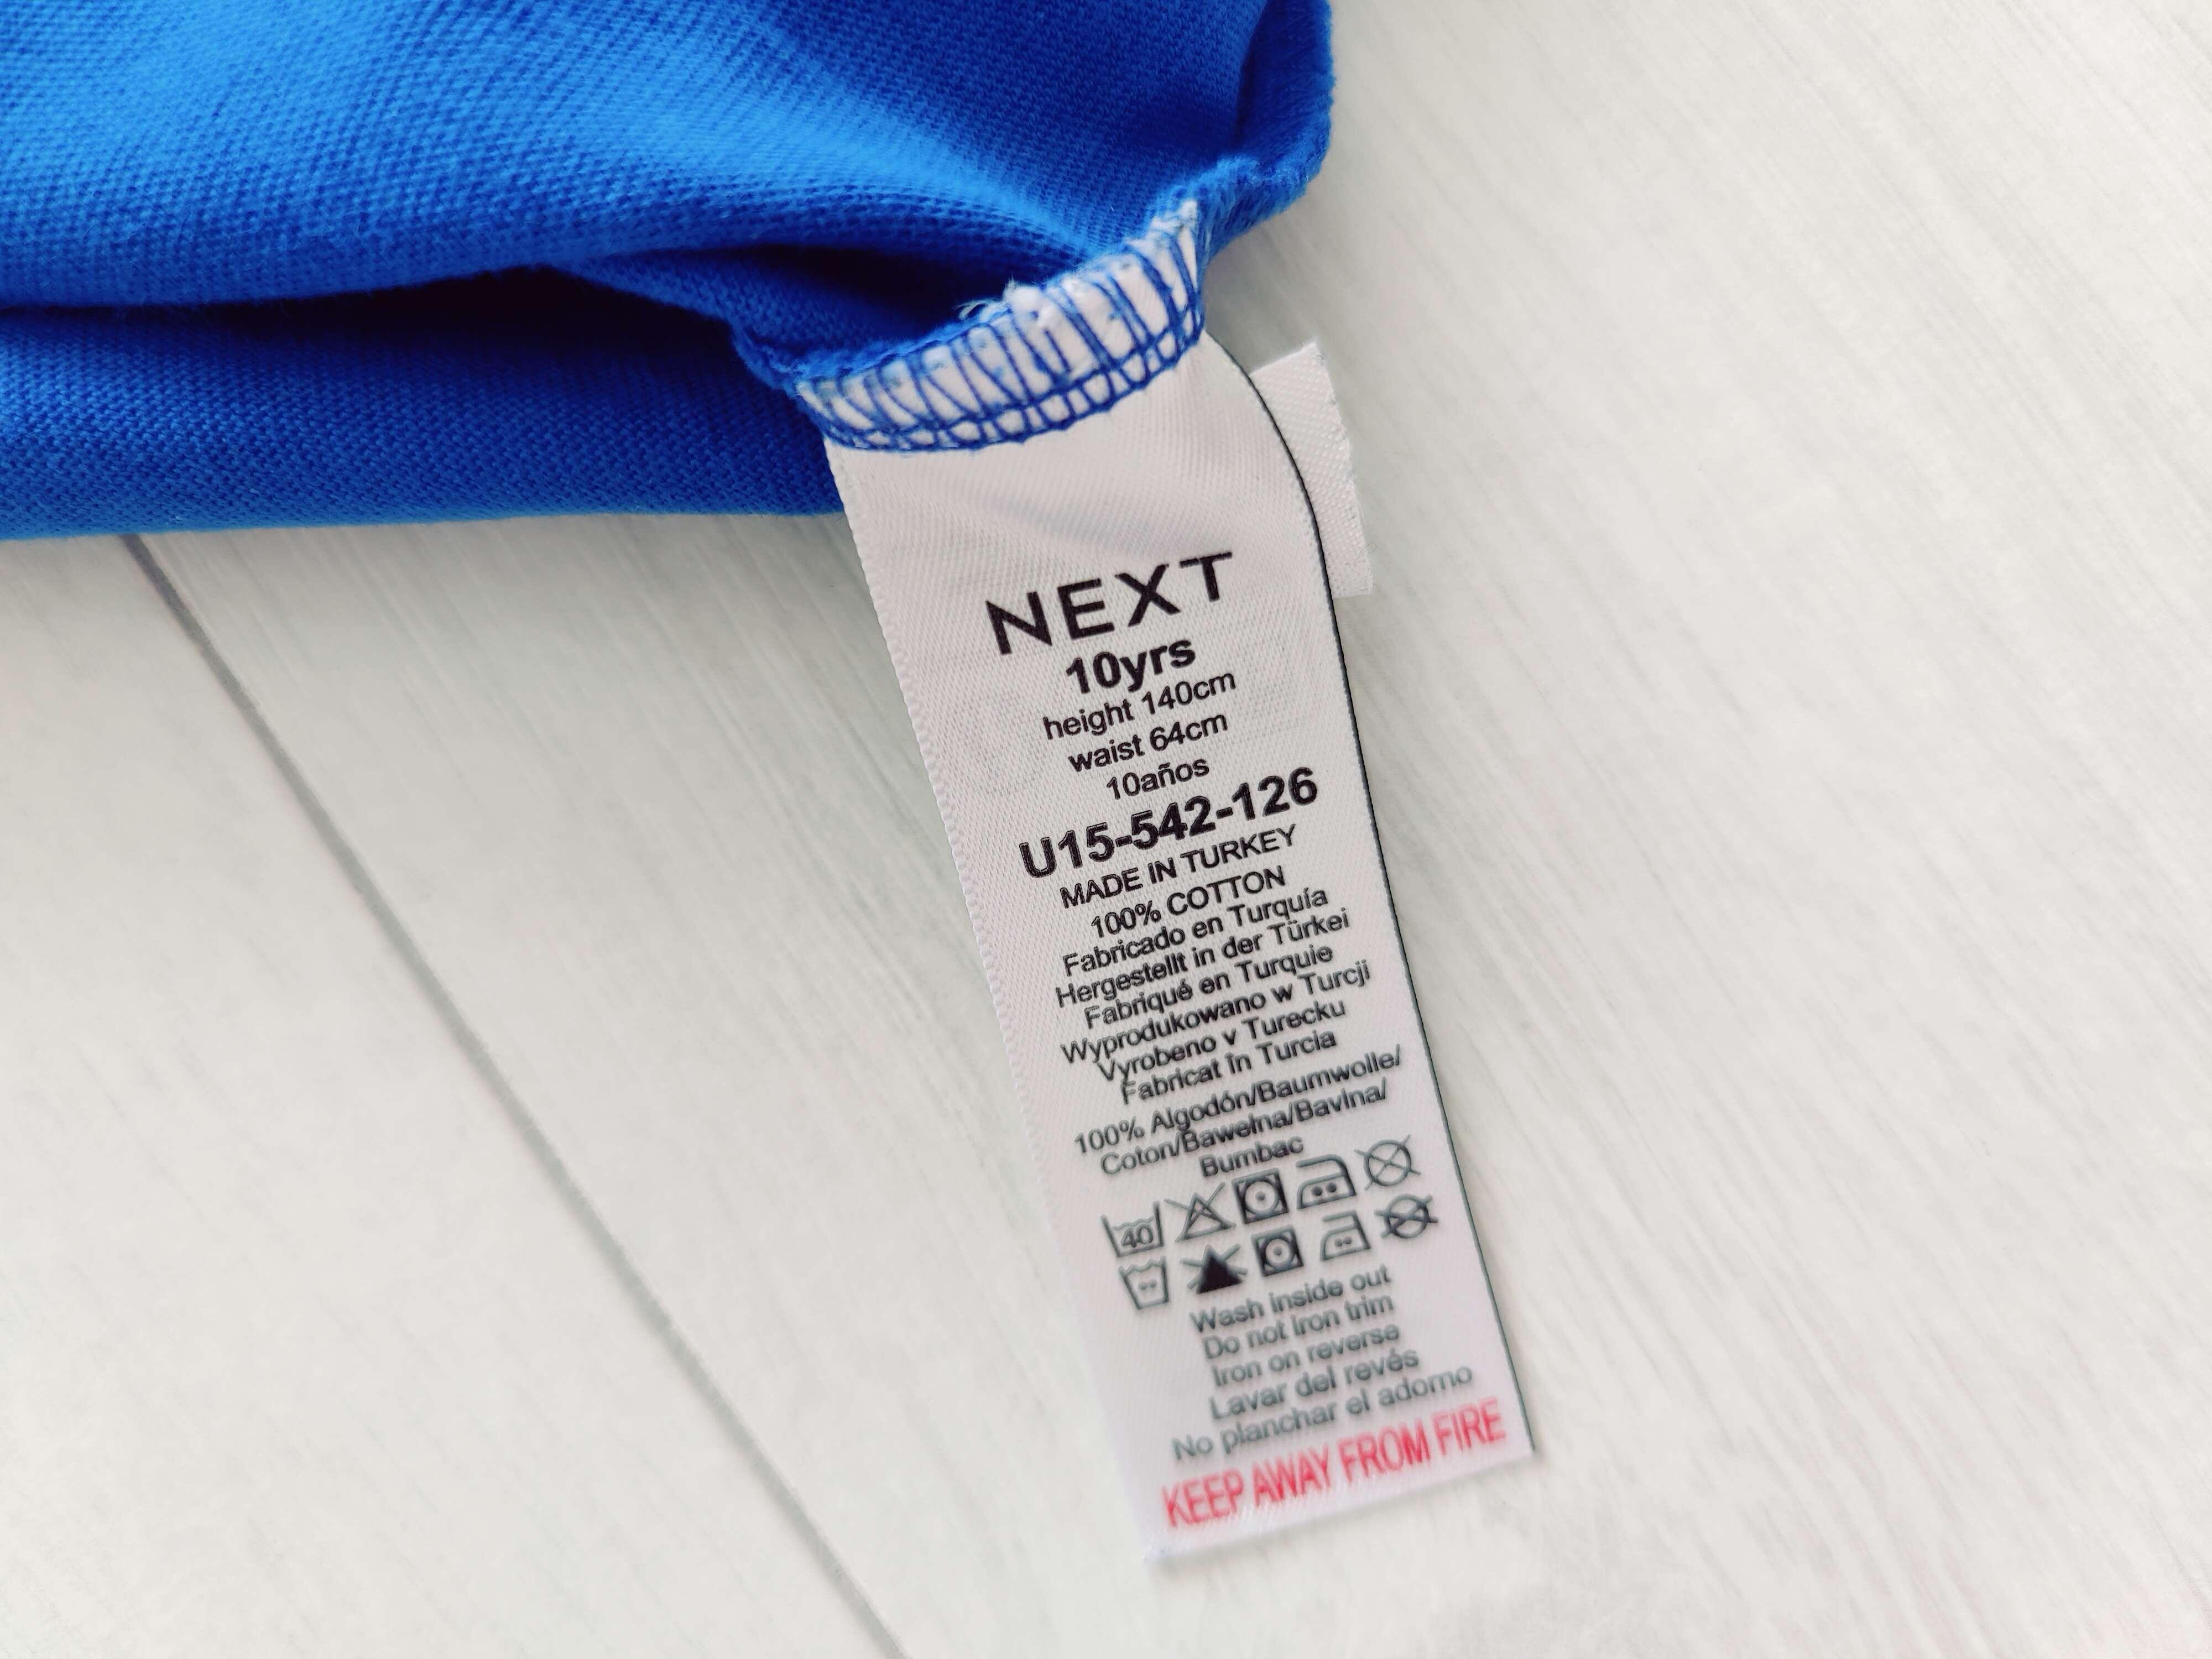 NEXT
10yrs
height 140cm
waist 64cm
10años
U15-542-126
MADE IN TURKEY
100% COTTON
Fabricado en Turquía
Hergestellt in der Türkei
Fabriqué en Turquie
Wyprodukowano w Turcji
Vyrobeno v Turecku
Fabricat în Turcia
100% Algodón/Baumwolle/
Coton/Bawełna/Bavlna/
Bumbac
40
Wash inside out
Do not iron trim
Iron on reverse
Lavar del revés
No planchar el adorno
KEEP AWAY FROM FIRE